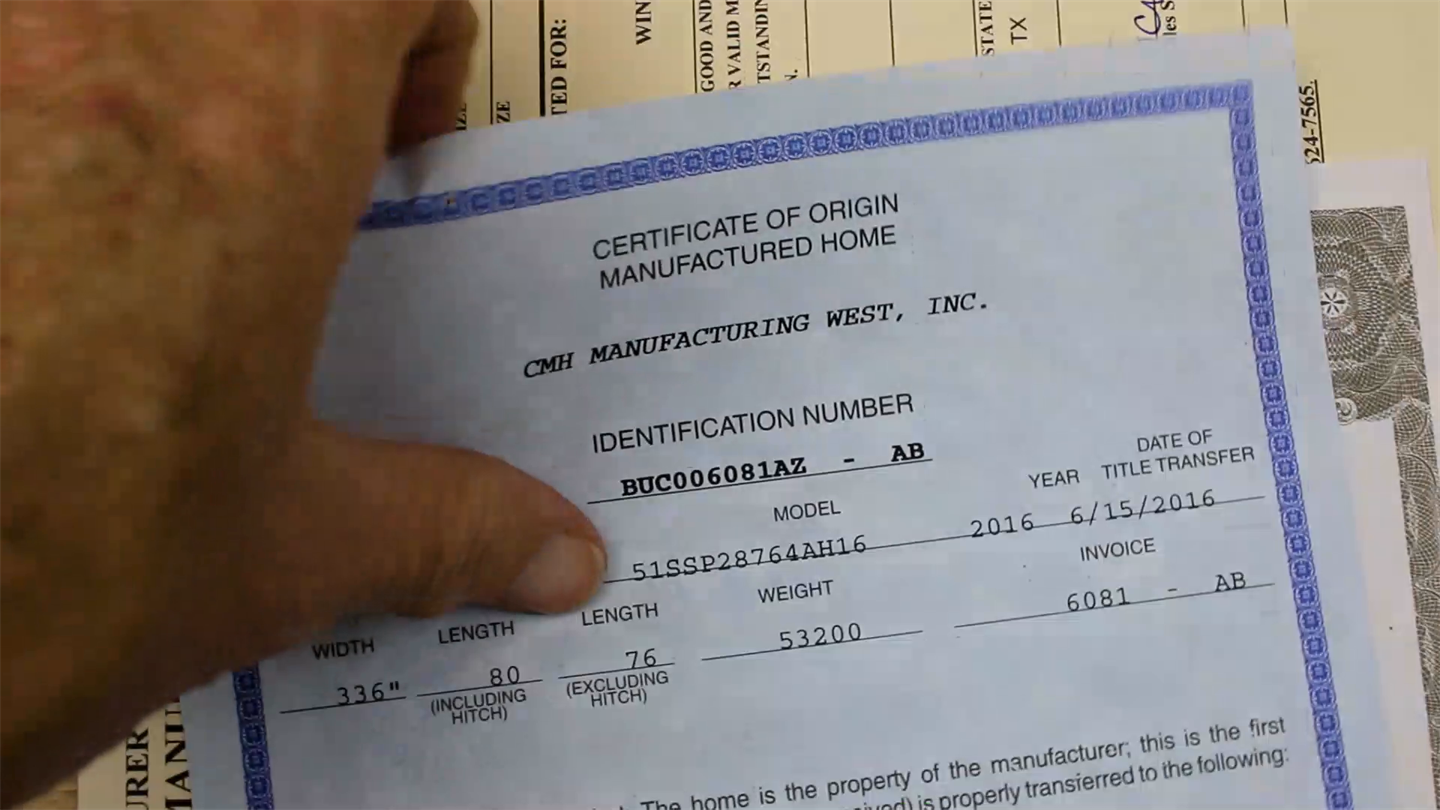 TED FOR:
WIN
GOOD AND
R VALID M
TSTANDIN
N.
STATE
TX
les S
524-7565.
ZE
CERTIFICATE OF ORIGIN
MANUFACTURED HOME
CMH MANUFACTURING WEST, INC.
IDENTIFICATION NUMBER
BUC006081AZ - AB
MODEL YEAR DATE OF
TITLE TRANSFER
51SSP28764AH16 2016 6/15/2016
WIDTH LENGTH LENGTH WEIGHT INVOICE
336" 80 76 53200 6081 - AB
(INCLUDING
HITCH)
(EXCLUDING
HITCH)
The home is the property of the manufacturer; this is the first
is properly transferred to the following:
URER
MANU